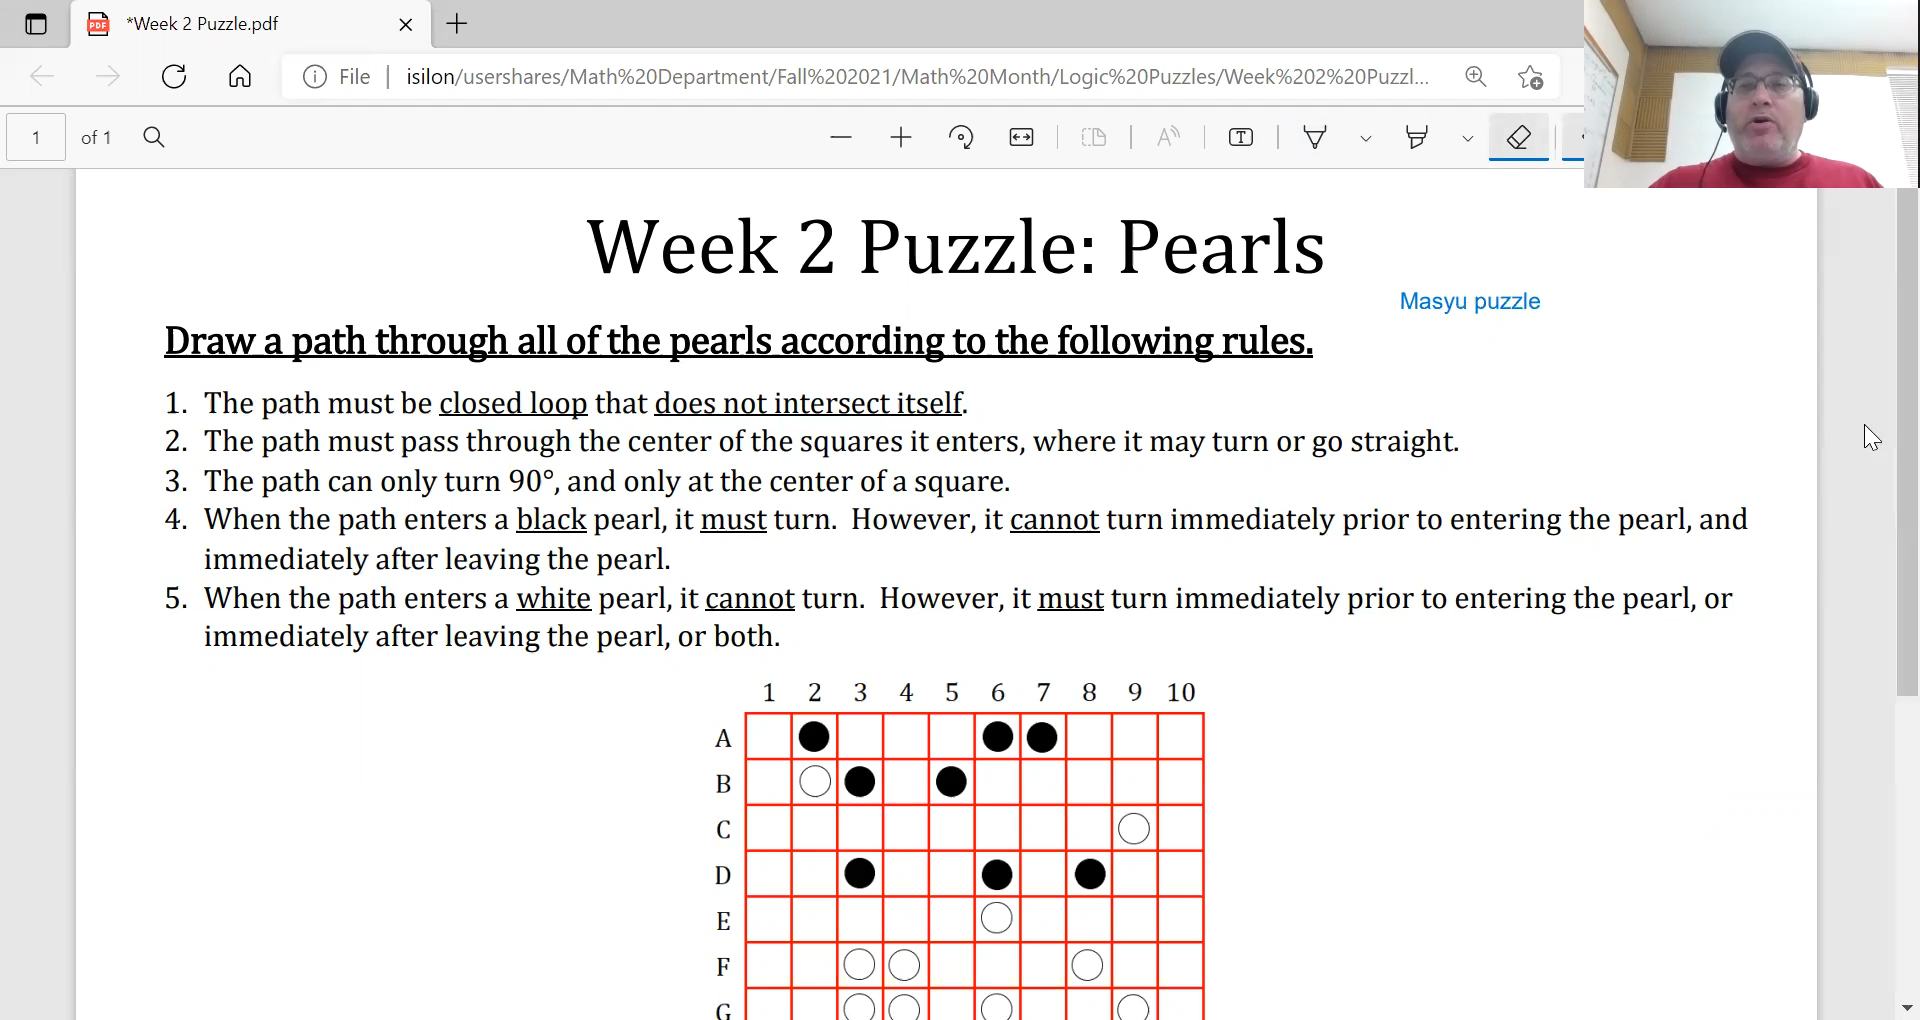 *Week 2 Puzzle.pdf
File | isilon/usershares/Math%20Department/Fall%202021/Math%20Month/Logic%20Puzzles/Week%202%20Puzzl...
1 of 1
Week 2 Puzzle: Pearls
Masyu puzzle
Draw a path through all of the pearls according to the following rules.
1. The path must be closed loop that does not intersect itself.
2. The path must pass through the center of the squares it enters, where it may turn or go straight.
3. The path can only turn 90°, and only at the center of a square.
4. When the path enters a black pearl, it must turn. However, it cannot turn immediately prior to entering the pearl, and
immediately after leaving the pearl.
5. When the path enters a white pearl, it cannot turn. However, it must turn immediately prior to entering the pearl, or
immediately after leaving the pearl, or both.
1 2 3 4 5 6 7 8 9 10
A
B
C
D
E
F
G